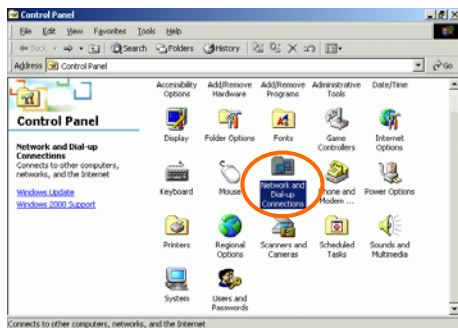 Control Panel
File Edit View Favorites Tools Help
Back Search Folders History
Address Control Panel Go
Control Panel
Network and Dial-up
Connections
Connects to other computers,
networks, and the Internet
Windows Update
Windows 2000 Support
Accessibility Options
Add/Remove Hardware
Add/Remove Programs
Administrative Tools
Date/Time
Display
Folder Options
Fonts
Game Controllers
Internet Options
Keyboard
Mouse
Network and Dial-up Connections
Phone and Modem ...
Power Options
Printers
Regional Options
Scanners and Cameras
Scheduled Tasks
Sounds and Multimedia
System
Users and Passwords
Connects to other computers, networks, and the Internet